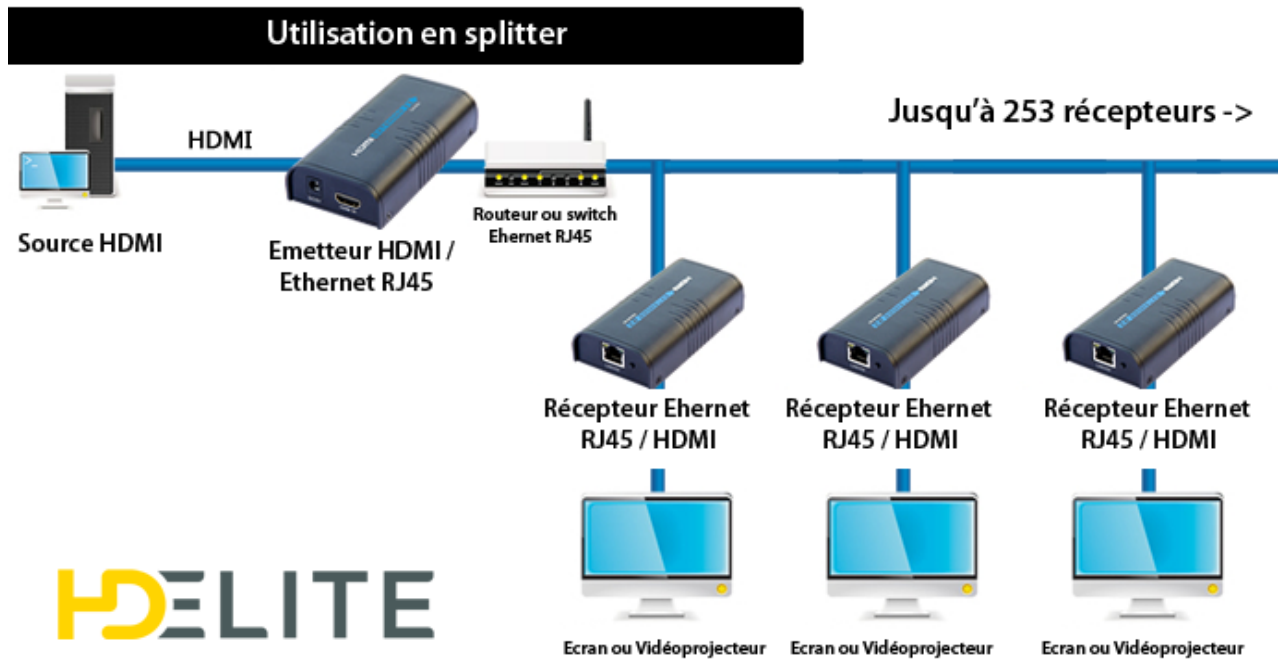 Utilisation en splitter
Jusqu'à 253 récepteurs ->
HDMI
Source HDMI
Emetteur HDMI /
Ethernet RJ45
Routeur ou switch
Ehernet RJ45
Récepteur Ehernet
RJ45 / HDMI
Récepteur Ehernet
RJ45 / HDMI
Récepteur Ehernet
RJ45 / HDMI
HDELITE
Ecran ou Vidéoprojecteur
Ecran ou Vidéoprojecteur
Ecran ou Vidéoprojecteur